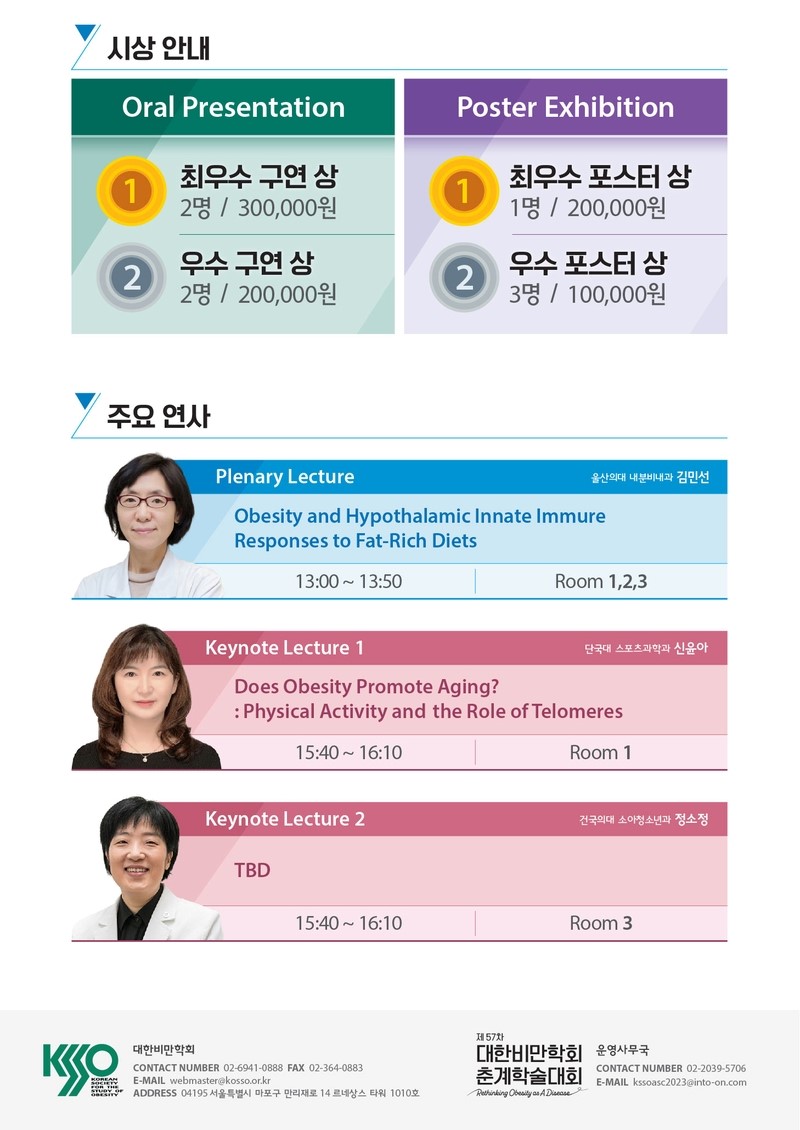 시상 안내
Oral Presentation
1
최우수 구연 상
2명 / 300,000원
2
우수 구연 상
2명 / 200,000원
Poster Exhibition
1
최우수 포스터 상
1명 / 200,000원
2
우수 포스터 상
3명 / 100,000원
주요 연사
Plenary Lecture
울산의대 내분비내과 김민선
Obesity and Hypothalamic Innate Immure
Responses to Fat-Rich Diets
13:00 ~ 13:50
Room 1,2,3
Keynote Lecture 1
단국대 스포츠과학과 신윤아
Does Obesity Promote Aging?
: Physical Activity and the Role of Telomeres
15:40 ~ 16:10
Room 1
Keynote Lecture 2
건국의대 소아청소년과 정소정
TBD
15:40 ~ 16:10
Room 3
KSSO
KOREAN
SOCIETY
FOR THE
STUDY OF
OBESITY
대한비만학회
CONTACT NUMBER 02-6941-0888 FAX 02-364-0883
E-MAIL webmaster@kosso.or.kr
ADDRESS 04195 서울특별시 마포구 만리재로 14 르네상스 타워 1010호
제 57차
대한비만학회
춘계학술대회
Rethinking Obesity as A Disease
운영사무국
CONTACT NUMBER 02-2039-5706
E-MAIL kssoasc2023@into-on.com